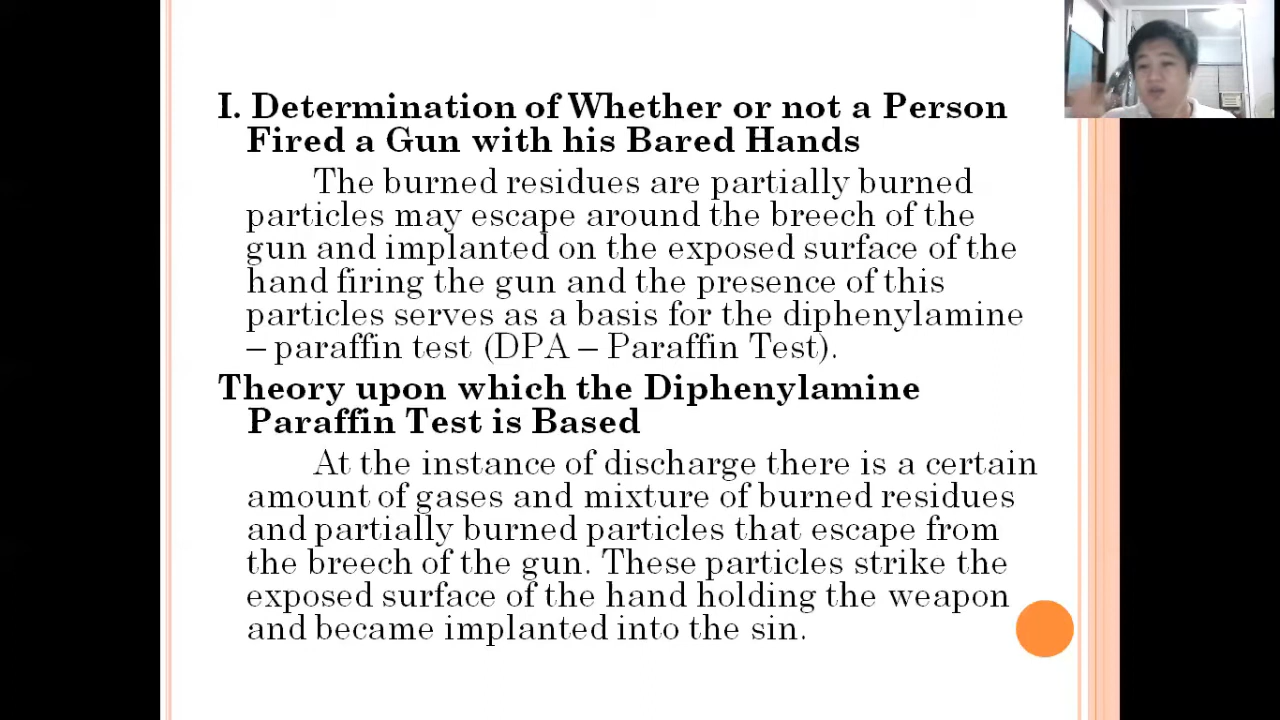 I. Determination of Whether or not a Person
Fired a Gun with his Bared Hands
The burned residues are partially burned
particles may escape around the breech of the
gun and implanted on the exposed surface of the
hand firing the gun and the presence of this
particles serves as a basis for the diphenylamine
– paraffin test (DPA – Paraffin Test).
Theory upon which the Diphenylamine
Paraffin Test is Based
At the instance of discharge there is a certain
amount of gases and mixture of burned residues
and partially burned particles that escape from
the breech of the gun. These particles strike the
exposed surface of the hand holding the weapon
and became implanted into the sin.